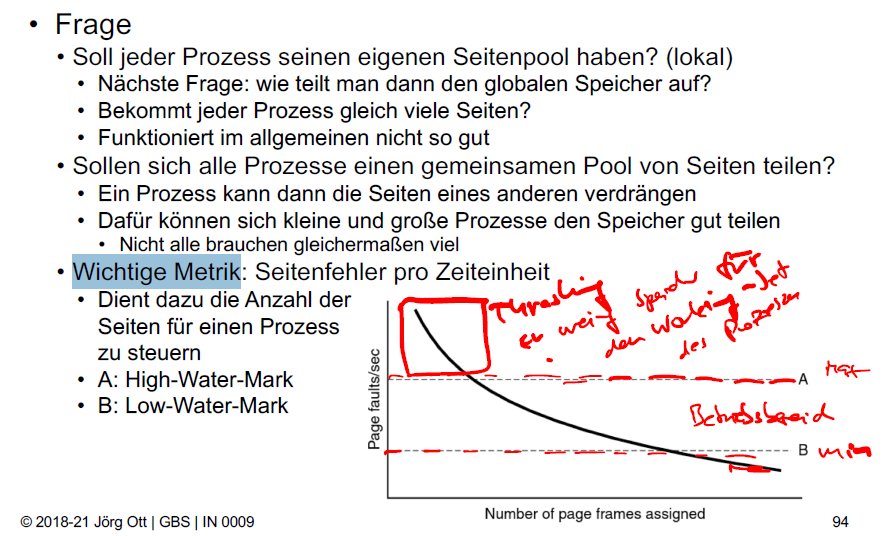 • Frage
• Soll jeder Prozess seinen eigenen Seitenpool haben? (lokal)
• Nächste Frage: wie teilt man dann den globalen Speicher auf?
• Bekommt jeder Prozess gleich viele Seiten?
• Funktioniert im allgemeinen nicht so gut
• Sollen sich alle Prozesse einen gemeinsamen Pool von Seiten teilen?
• Ein Prozess kann dann die Seiten eines anderen verdrängen
• Dafür können sich kleine und große Prozesse den Speicher gut teilen
• Nicht alle brauchen gleichermaßen viel
• Wichtige Metrik: Seitenfehler pro Zeiteinheit
• Dient dazu die Anzahl der
Seiten für einen Prozess
zu steuern
• A: High-Water-Mark
• B: Low-Water-Mark
Speicher für
den Working-Set
des Prozesses
Page faults/sec
A
B min
Number of page frames assigned
© 2018-21 Jörg Ott | GBS | IN 0009
94